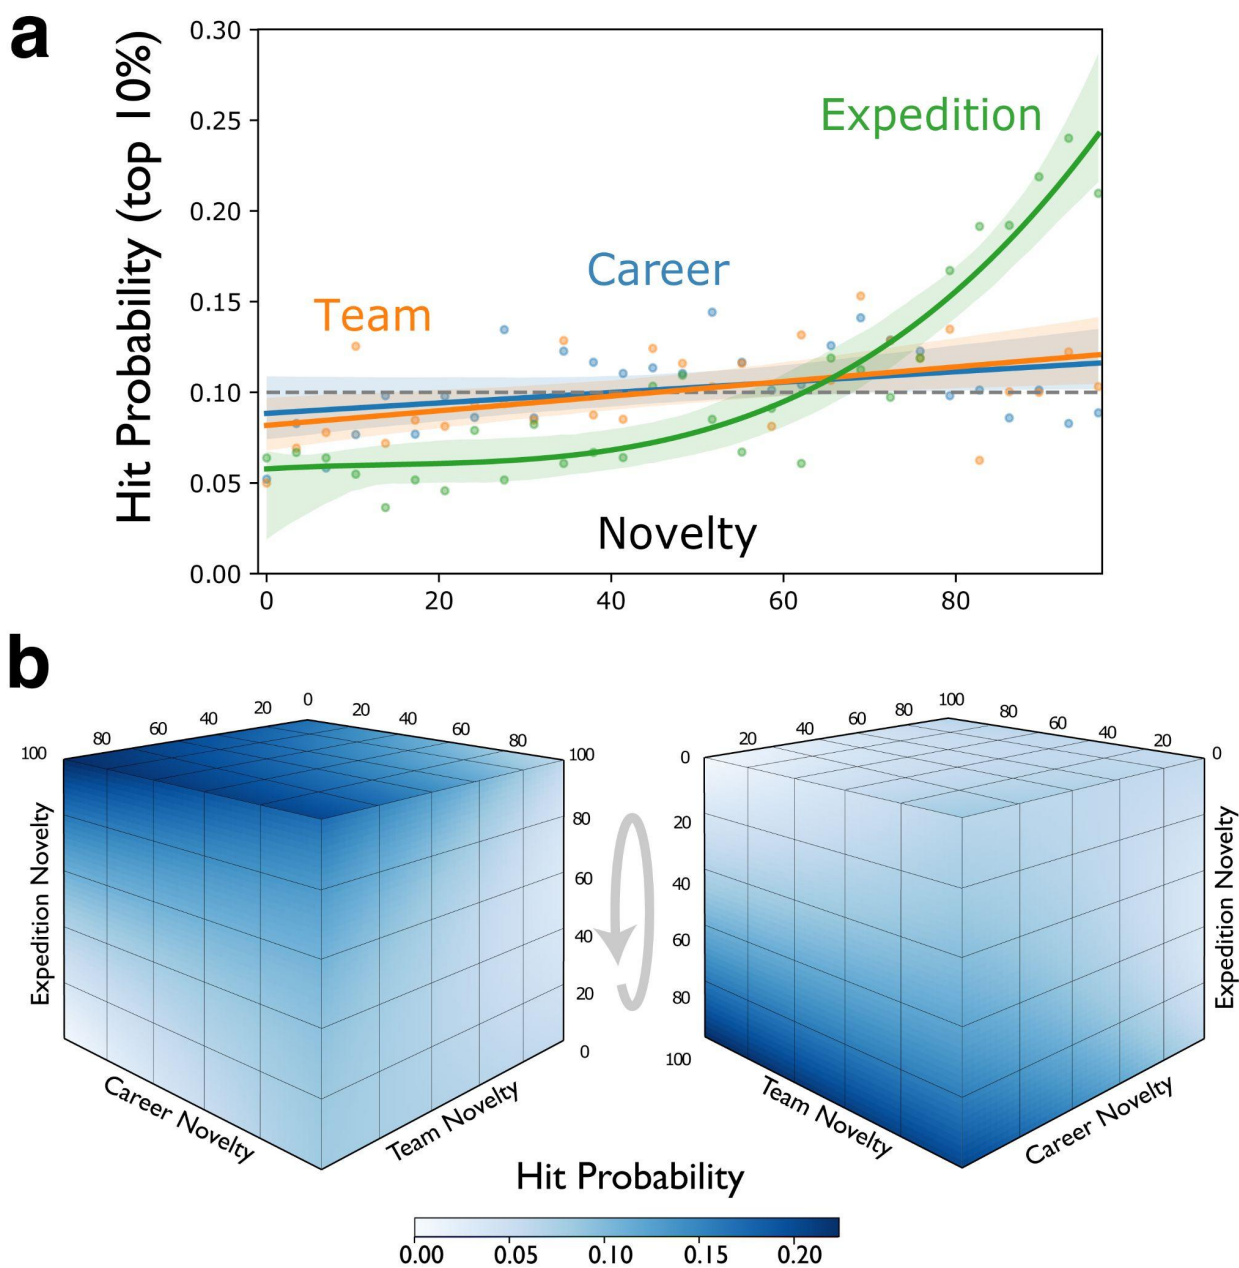 a
Hit Probability (top 10%)
0.30
0.25
0.20
0.15
0.10
0.05
0.00
Expedition
Career
Team
Novelty
0 20 40 60 80
b
100 80 60 40 20 0 20 40 60 80 100
80
60
40
20
0
Expedition Novelty
Career Novelty
Team Novelty
0 20 40 60 80 100 80 60 40 20 0
20
40
60
80
100
Expedition Novelty
Team Novelty
Career Novelty
Hit Probability
0.00 0.05 0.10 0.15 0.20